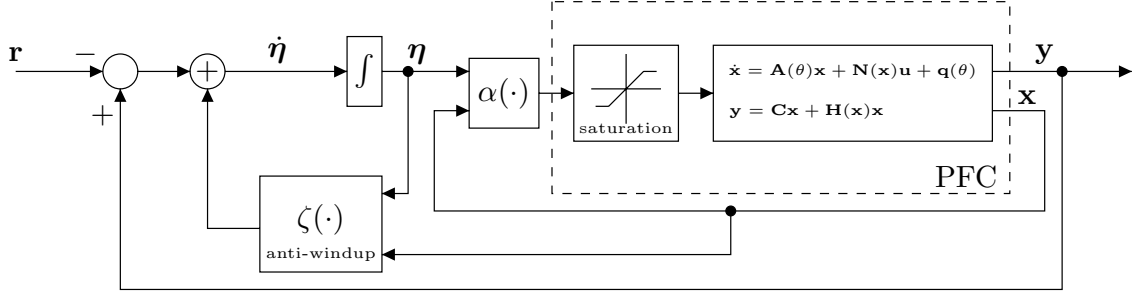 r
−
+
+
η̇
∫
η
α(·)
saturation
ẋ = A(θ)x + N(x)u + q(θ)
y = Cx + H(x)x
y
x
PFC
ζ(·)
anti-windup